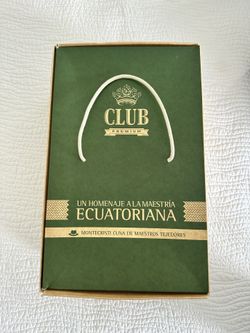 CLUB
PREMIUM
UN HOMENAJE A LA MAESTRÍA
ECUATORIANA
MONTECRISTI CUNA DE MAESTROS TEJEDORES